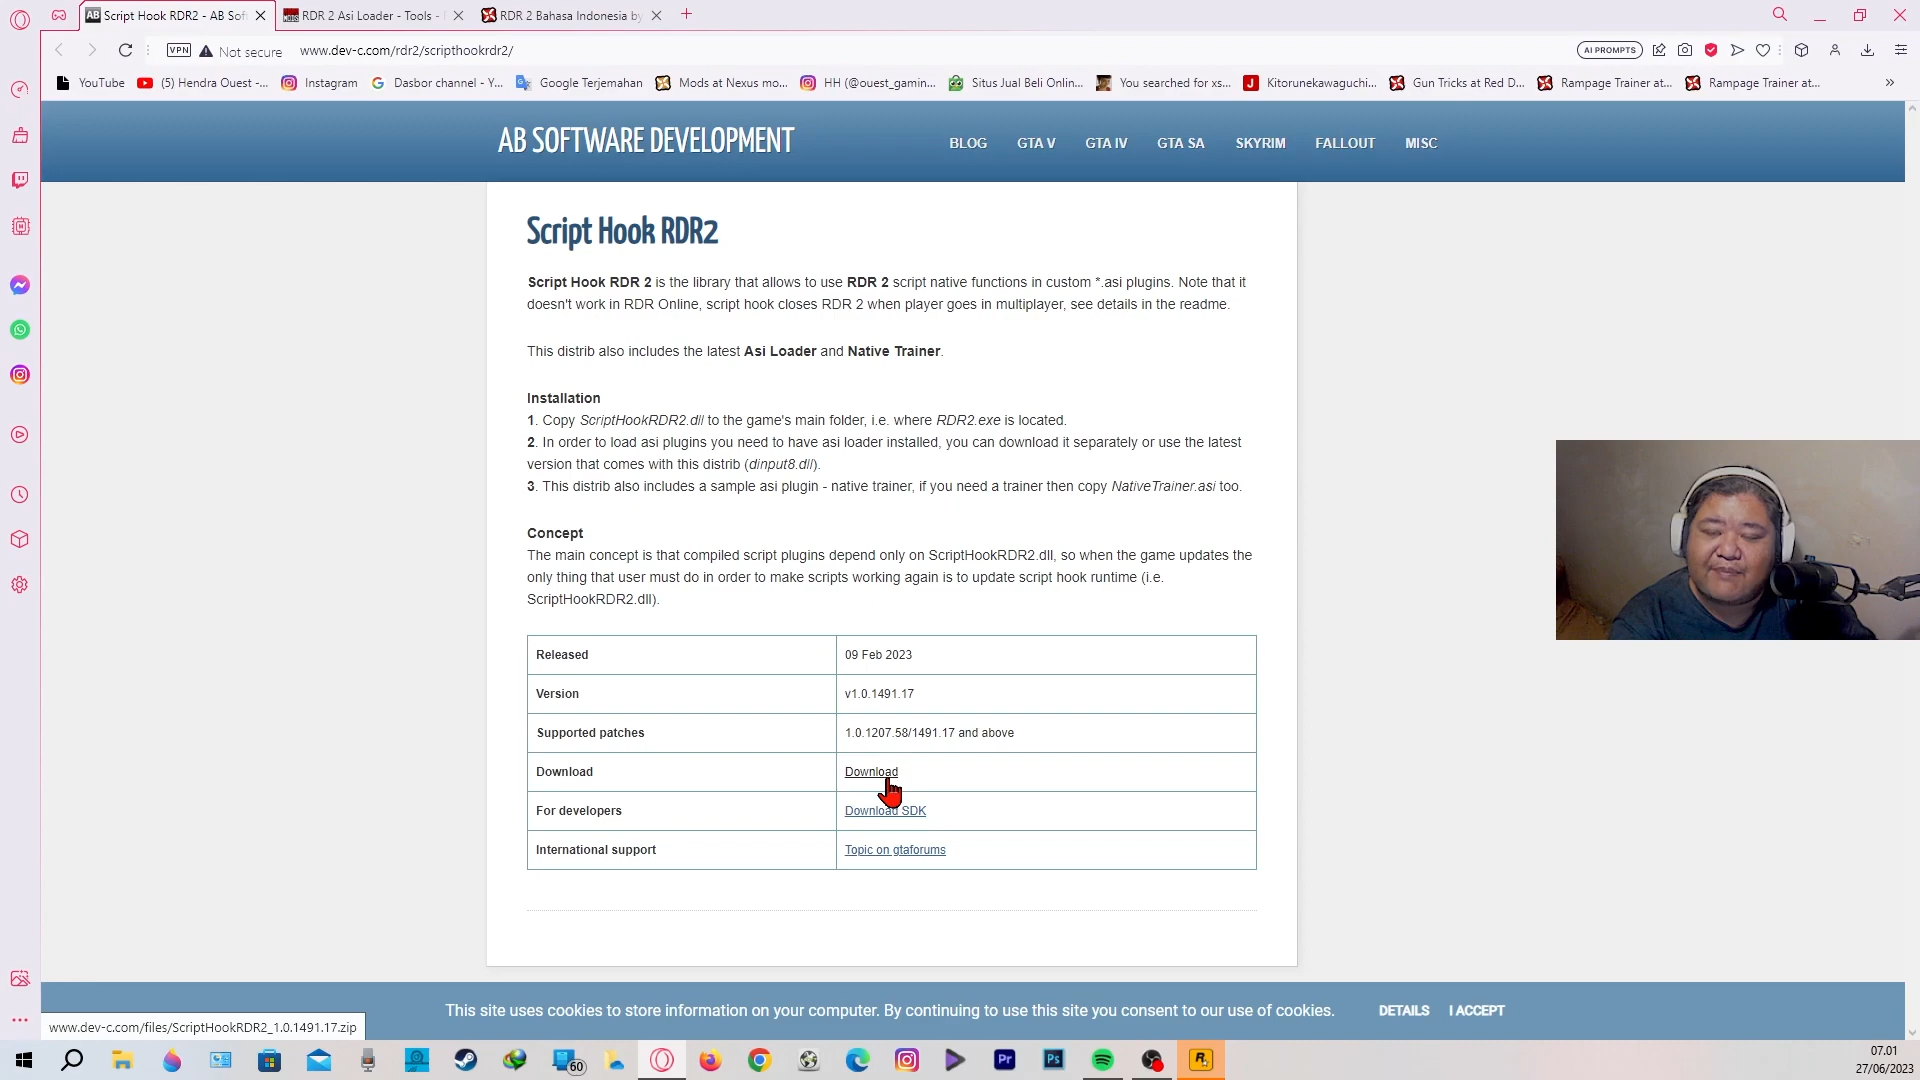 Script Hook RDR2 - AB Sof
RDR 2 Asi Loader - Tools -
RDR 2 Bahasa Indonesia by
VPN
Not secure
www.dev-c.com/rdr2/scripthookrdr2/
AI PROMPTS
YouTube
(5) Hendra Ouest -...
Instagram
Dasbor channel - Y...
Google Terjemahan
Mods at Nexus mo...
HH (@ouest_gamin...
Situs Jual Beli Onlin...
You searched for xs...
Kitorunekawaguchi...
Gun Tricks at Red D...
Rampage Trainer at...
Rampage Trainer at...
AB SOFTWARE DEVELOPMENT
BLOG
GTA V
GTA IV
GTA SA
SKYRIM
FALLOUT
MISC
Script Hook RDR2
Script Hook RDR 2 is the library that allows to use RDR 2 script native functions in custom *.asi plugins. Note that it
doesn't work in RDR Online, script hook closes RDR 2 when player goes in multiplayer, see details in the readme.
This distrib also includes the latest Asi Loader and Native Trainer.
Installation
1. Copy ScriptHookRDR2.dll to the game's main folder, i.e. where RDR2.exe is located.
2. In order to load asi plugins you need to have asi loader installed, you can download it separately or use the latest
version that comes with this distrib (dinput8.dll).
3. This distrib also includes a sample asi plugin - native trainer, if you need a trainer then copy NativeTrainer.asi too.
Concept
The main concept is that compiled script plugins depend only on ScriptHookRDR2.dll, so when the game updates the
only thing that user must do in order to make scripts working again is to update script hook runtime (i.e.
ScriptHookRDR2.dll).
Released
09 Feb 2023
Version
v1.0.1491.17
Supported patches
1.0.1207.58/1491.17 and above
Download
Download
For developers
Download SDK
International support
Topic on gtaforums
This site uses cookies to store information on your computer. By continuing to use this site you consent to our use of cookies.
DETAILS
I ACCEPT
www.dev-c.com/files/ScriptHookRDR2_1.0.1491.17.zip
60
Pr
Ps
07.01
27/06/2023